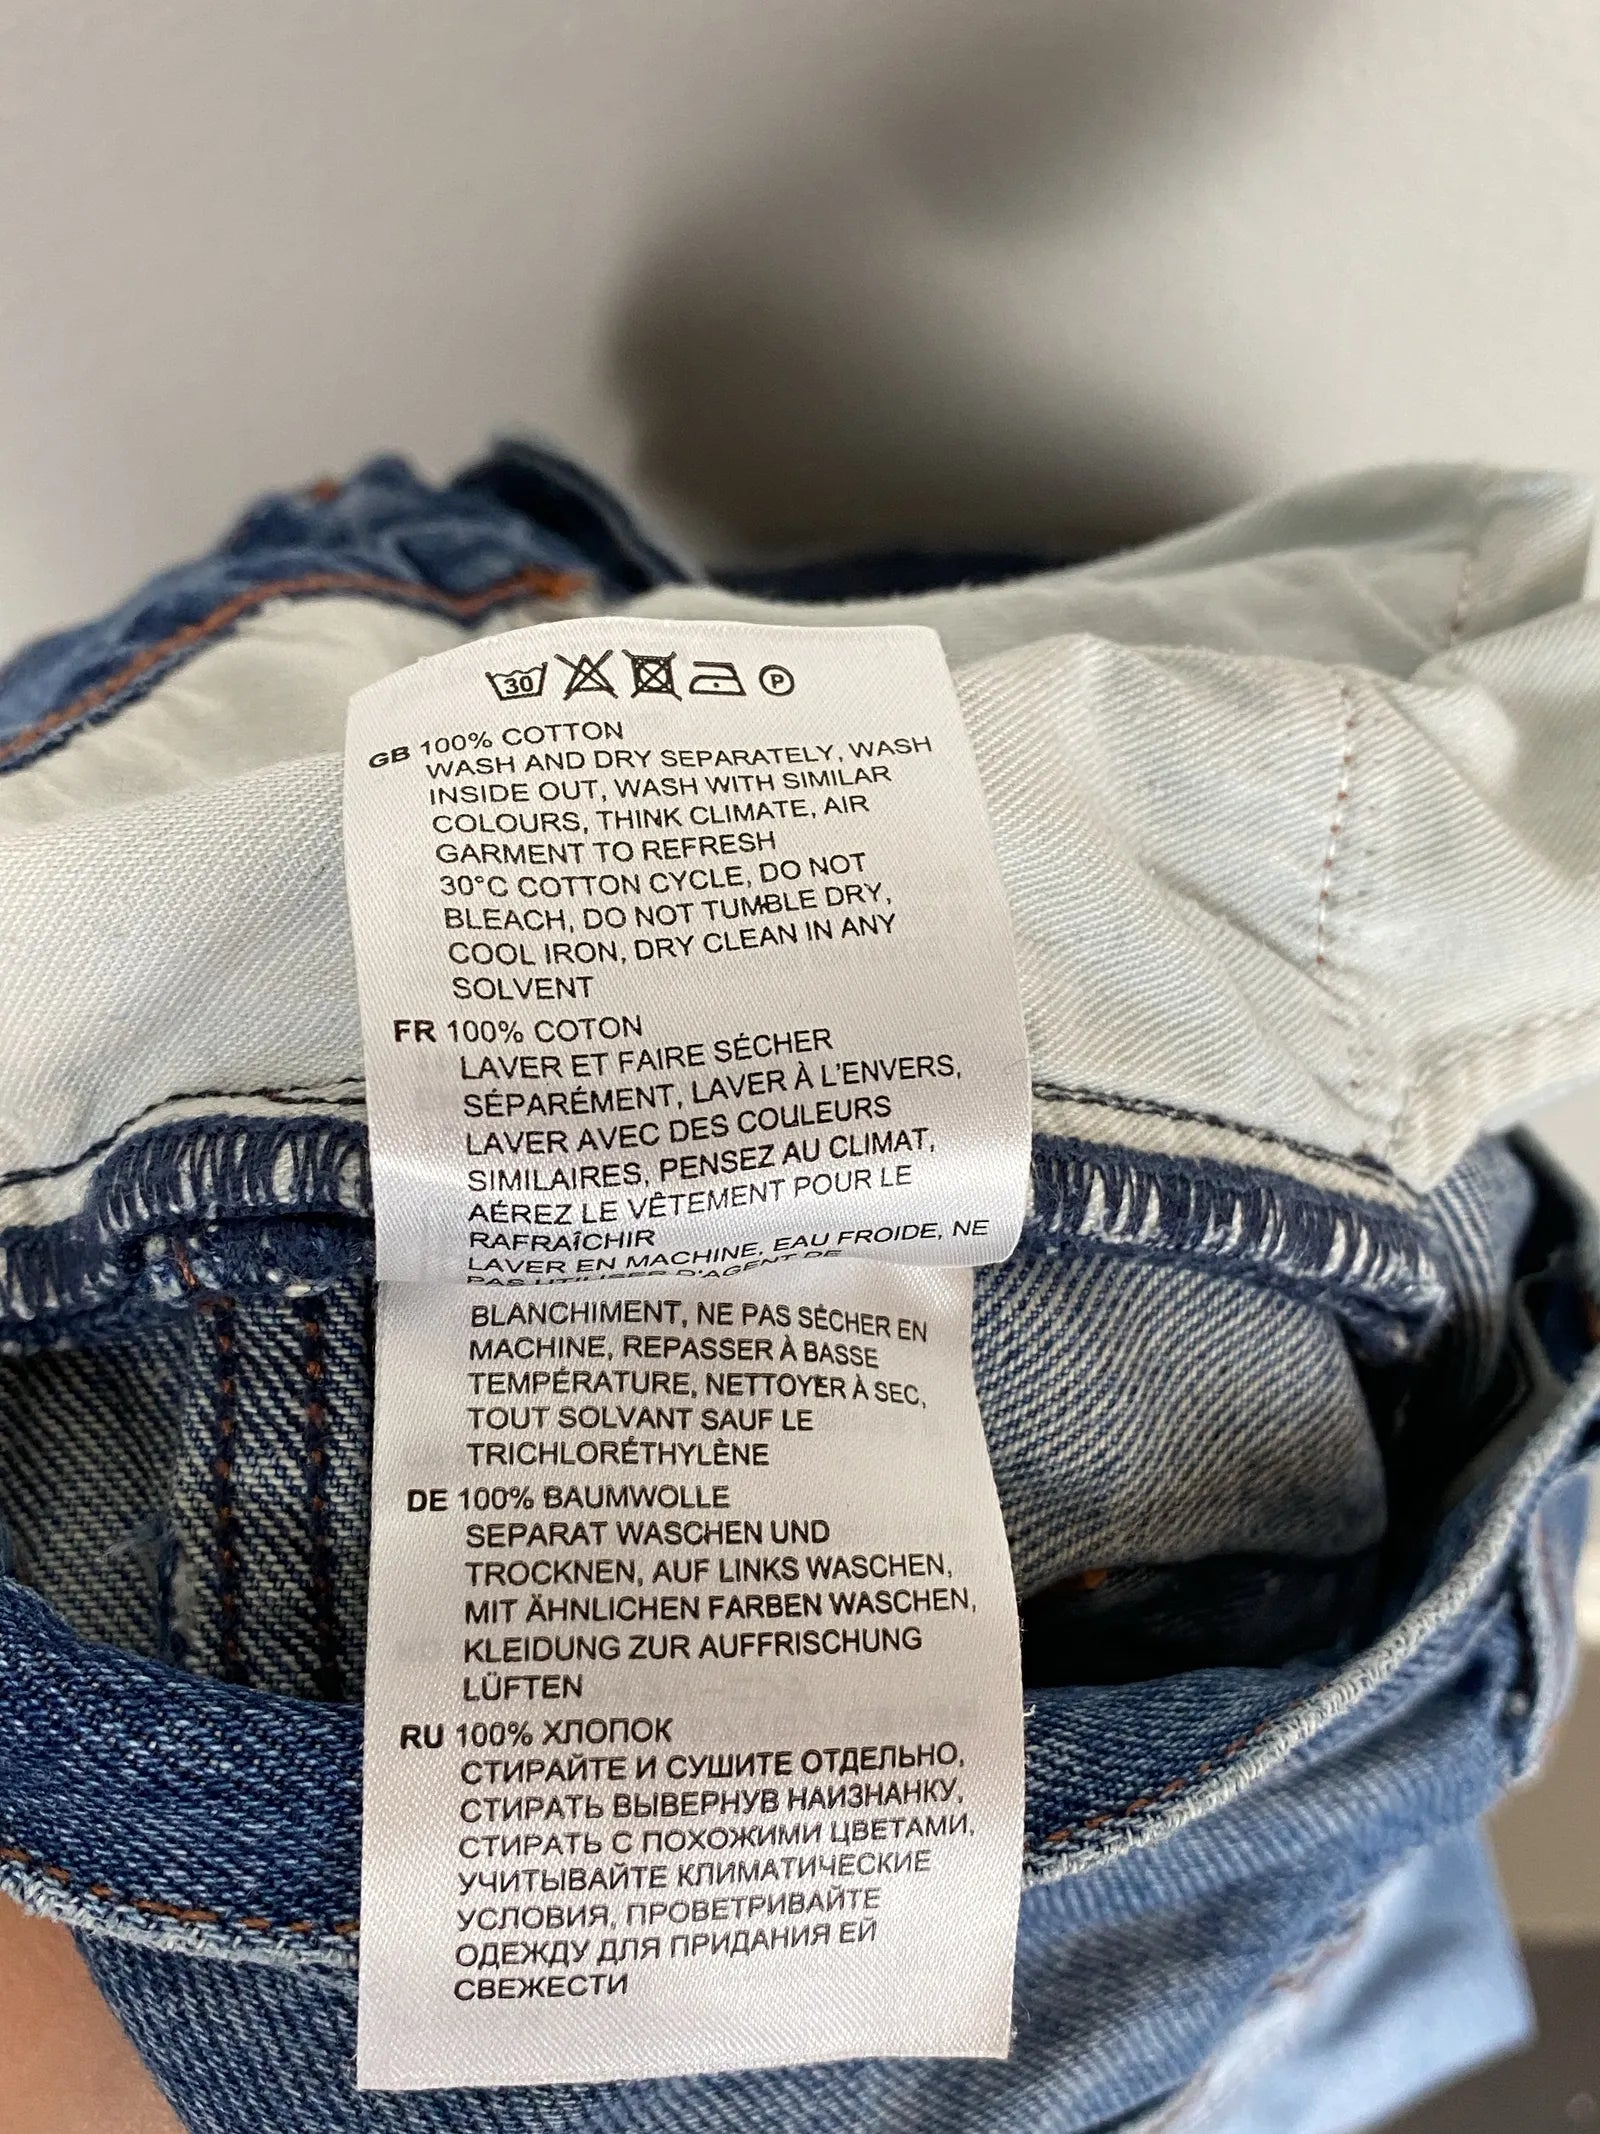 30 P
GB 100% COTTON
WASH AND DRY SEPARATELY, WASH
INSIDE OUT, WASH WITH SIMILAR
COLOURS, THINK CLIMATE, AIR
GARMENT TO REFRESH
30°C COTTON CYCLE, DO NOT
BLEACH, DO NOT TUMBLE DRY,
COOL IRON, DRY CLEAN IN ANY
SOLVENT
FR 100% COTON
LAVER ET FAIRE SÉCHER
SÉPARÉMENT, LAVER À L'ENVERS,
LAVER AVEC DES COULEURS
SIMILAIRES, PENSEZ AU CLIMAT,
AÉREZ LE VÊTEMENT POUR LE
RAFRAÎCHIR
LAVER EN MACHINE, EAU FROIDE, NE
PAS UTILISER D'AGENT DE
BLANCHIMENT, NE PAS SÉCHER EN
MACHINE, REPASSER À BASSE
TEMPÉRATURE, NETTOYER À SEC,
TOUT SOLVANT SAUF LE
TRICHLORÉTHYLÈNE
DE 100% BAUMWOLLE
SEPARAT WASCHEN UND
TROCKNEN, AUF LINKS WASCHEN,
MIT ÄHNLICHEN FARBEN WASCHEN,
KLEIDUNG ZUR AUFFRISCHUNG
LÜFTEN
RU 100% ХЛОПОК
СТИРАЙТЕ И СУШИТЕ ОТДЕЛЬНО,
СТИРАТЬ ВЫВЕРНУВ НАИЗНАНКУ,
СТИРАТЬ С ПОХОЖИМИ ЦВЕТАМИ,
УЧИТЫВАЙТЕ КЛИМАТИЧЕСКИЕ
УСЛОВИЯ, ПРОВЕТРИВАЙТЕ
ОДЕЖДУ ДЛЯ ПРИДАНИЯ ЕЙ
СВЕЖЕСТИ